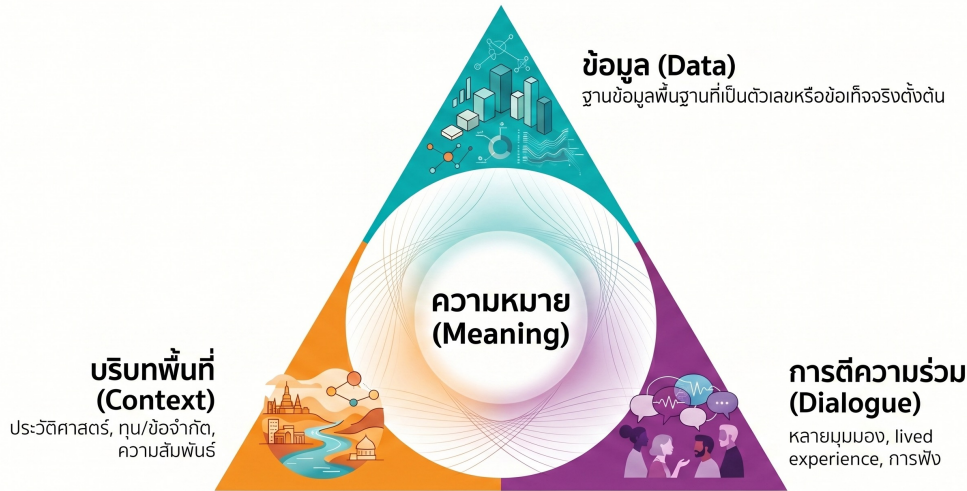 ข้อมูล (Data)
ฐานข้อมูลพื้นฐานที่เป็นตัวเลขหรือข้อเท็จจริงตั้งต้น
ความหมาย
(Meaning)
บริบทพื้นที่
(Context)
ประวัติศาสตร์, ทุน/ข้อจำกัด,
ความสัมพันธ์
การตีความร่วม
(Dialogue)
หลายมุมมอง, lived
experience, การฟัง